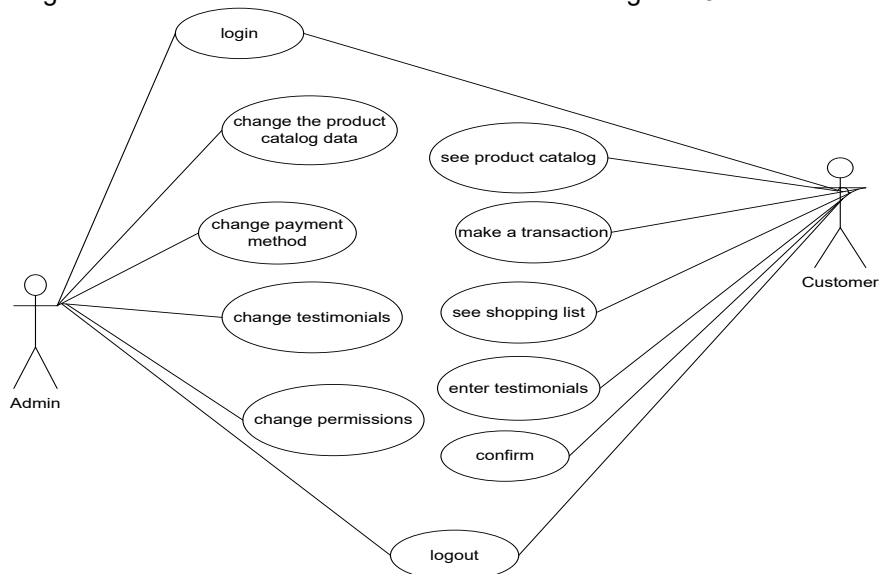 login
change the product
catalog data
see product catalog
change payment
method
make a transaction
Customer
change testimonials
see shopping list
Admin
enter testimonials
change permissions
confirm
logout